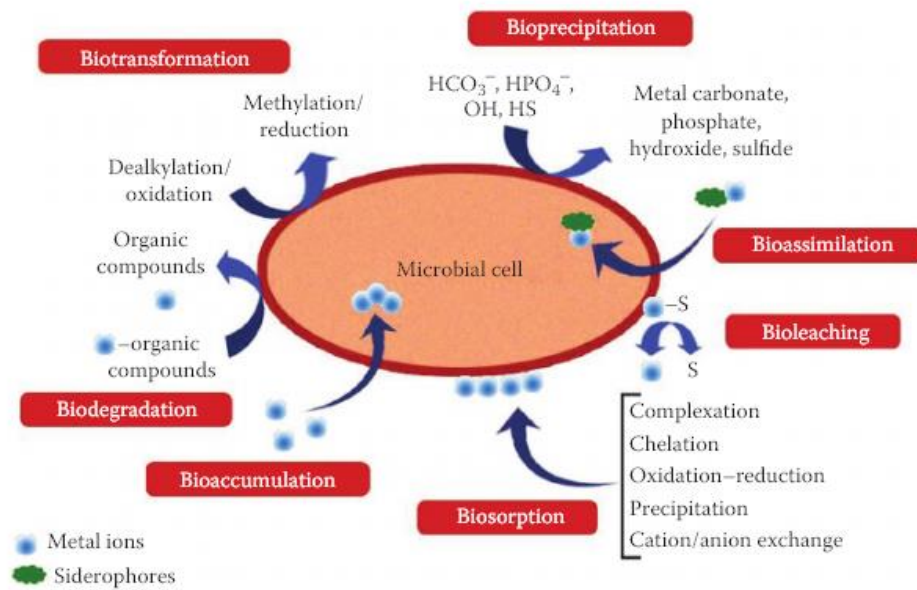 Bioprecipitation
Biotransformation
HCO₃⁻, HPO₄⁻,
OH, HS
Methylation/
reduction
Metal carbonate,
phosphate,
hydroxide, sulfide
Dealkylation/
oxidation
Organic
compounds
Bioassimilation
Microbial cell
–S
Bioleaching
S
–organic
compounds
Biodegradation
Complexation
Chelation
Oxidation–reduction
Precipitation
Cation/anion exchange
Bioaccumulation
Biosorption
Metal ions
Siderophores